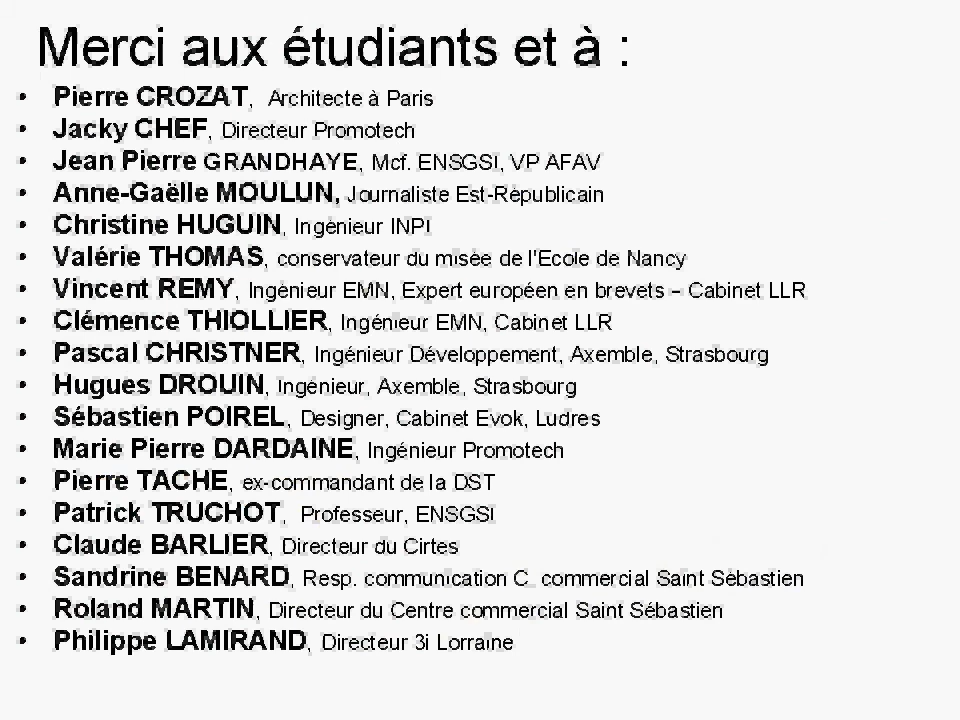 Merci aux étudiants et à :
• Pierre CROZAT, Architecte à Paris
• Jacky CHEF, Directeur Promotech
• Jean Pierre GRANDHAYE, Mcf. ENSGSI, VP AFAV
• Anne-Gaëlle MOULUN, Journaliste Est-Républicain
• Christine HUGUIN, Ingénieur INPI
• Valérie THOMAS, conservateur du misée de l'Ecole de Nancy
• Vincent REMY, Ingénieur EMN, Expert européen en brevets – Cabinet LLR
• Clémence THIOLLIER, Ingénieur EMN, Cabinet LLR
• Pascal CHRISTNER, Ingénieur Développement, Axemble, Strasbourg
• Hugues DROUIN, Ingénieur, Axemble, Strasbourg
• Sébastien POIREL, Designer, Cabinet Evok, Ludres
• Marie Pierre DARDAINE, Ingénieur Promotech
• Pierre TACHE, ex-commandant de la DST
• Patrick TRUCHOT, Professeur, ENSGSI
• Claude BARLIER, Directeur du Cirtes
• Sandrine BENARD, Resp. communication C. commercial Saint Sébastien
• Roland MARTIN, Directeur du Centre commercial Saint Sébastien
• Philippe LAMIRAND, Directeur 3i Lorraine